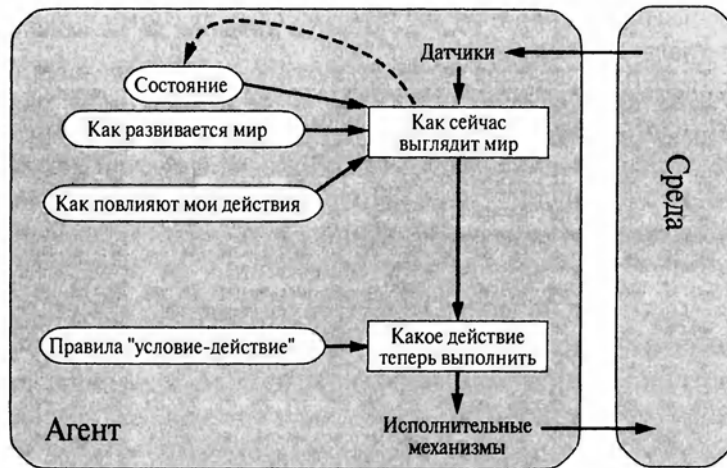 Датчики
Состояние
Как развивается мир
Как сейчас
выглядит мир
Как повлияют мои действия
Среда
Правила "условие-действие"
Какое действие
теперь выполнить
Агент
Исполнительные
механизмы